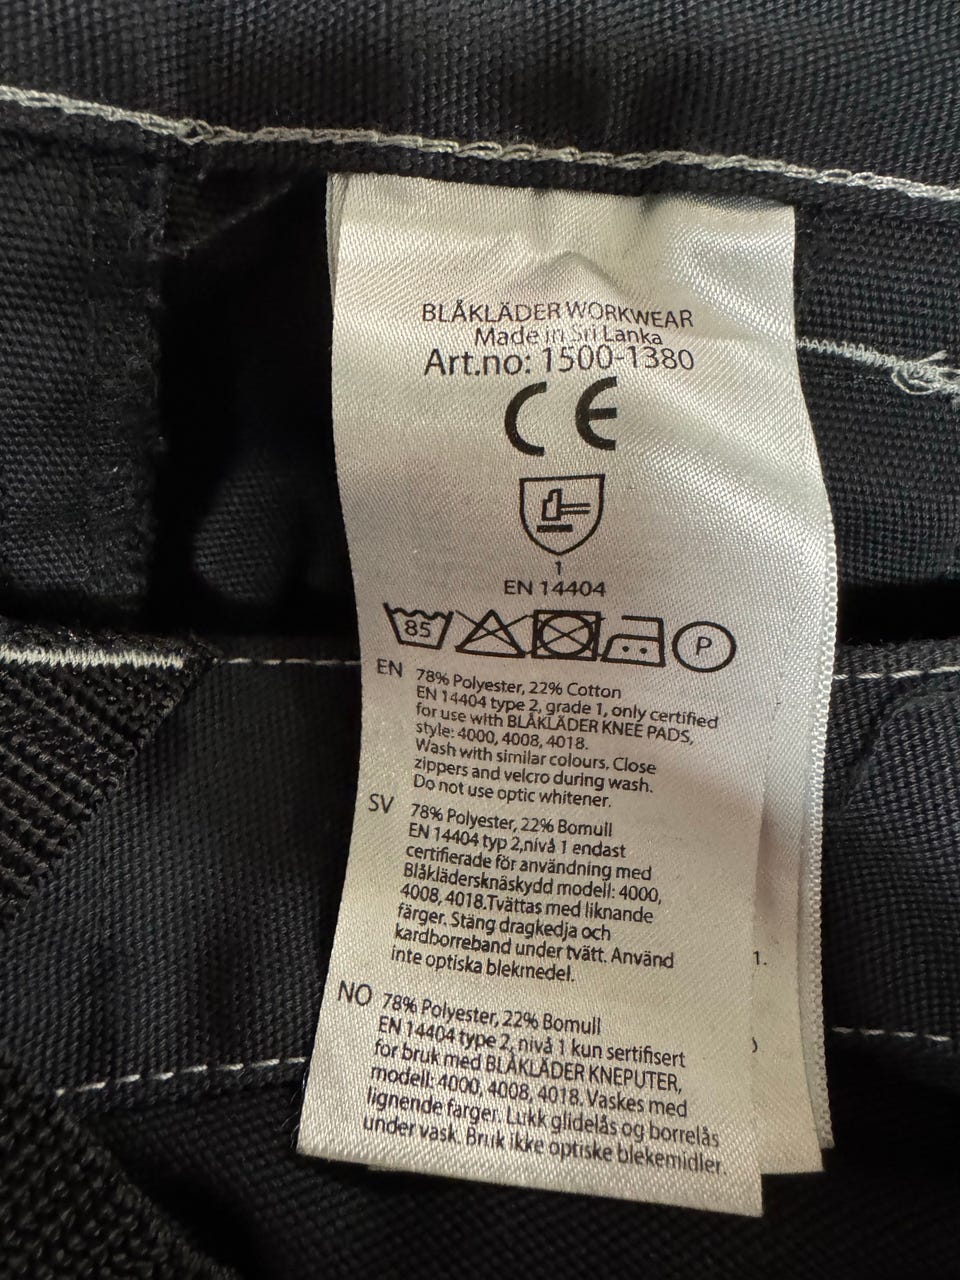 BLÅKLÄDER WORKWEAR
Made in Sri Lanka
Art.no: 1500-1380
CE
1
EN 14404
85 P
EN 78% Polyester, 22% Cotton
EN 14404 type 2, grade 1, only certified
for use with BLÅKLÄDER KNEE PADS,
style: 4000, 4008, 4018.
Wash with similar colours. Close
zippers and velcro during wash.
Do not use optic whitener.
SV 78% Polyester, 22% Bomull
EN 14404 typ 2,nivå 1 endast
certifierade för användning med
Blåklädersknäskydd modell: 4000,
4008, 4018.Tvättas med liknande
färger. Stäng dragkedja och
kardborreband under tvätt. Använd
inte optiska blekmedel.
NO 78% Polyester, 22% Bomull
EN 14404 type 2, nivå 1 kun sertifisert
for bruk med BLÅKLÄDER KNEPUTER,
modell: 4000, 4008, 4018. Vaskes med
lignende farger. Lukk glidelås og borrelås
under vask. Bruk ikke optiske blekemidler.
1.